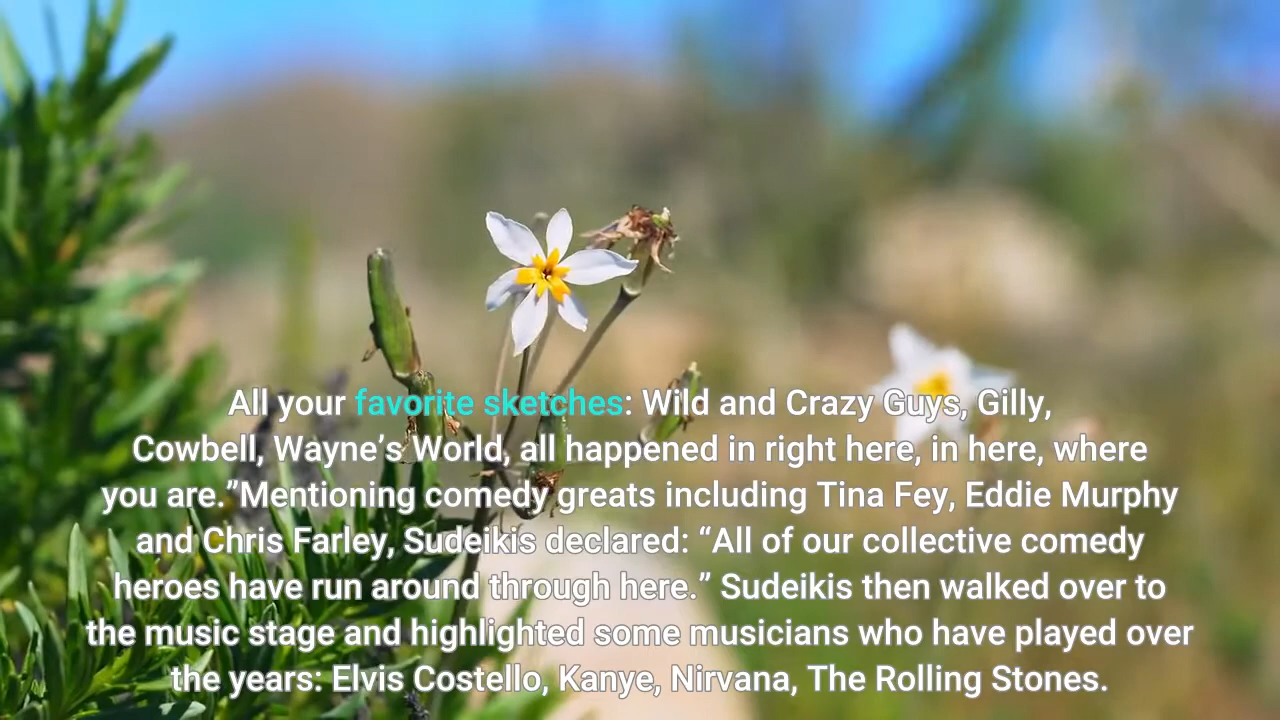 All your favorite sketches: Wild and Crazy Guys, Gilly,
Cowbell, Wayne’s World, all happened in right here, in here, where
you are.”Mentioning comedy greats including Tina Fey, Eddie Murphy
and Chris Farley, Sudeikis declared: “All of our collective comedy
heroes have run around through here.” Sudeikis then walked over to
the music stage and highlighted some musicians who have played over
the years: Elvis Costello, Kanye, Nirvana, The Rolling Stones.